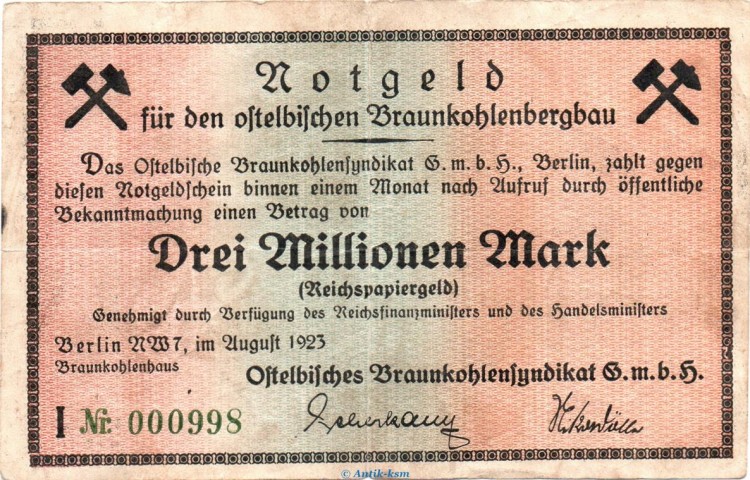 Notgeld
für den ostelbischen Braunkohlenbergbau
Das Ostelbische Braunkohlensyndikat G.m.b.H., Berlin, zahlt gegen
diesen Notgeldschein binnen einem Monat nach Aufruf durch öffentliche
Bekanntmachung einen Betrag von
Drei Millionen Mark
(Reichspapiergeld)
Genehmigt durch Verfügung des Reichsfinanzministers und des Handelsministers
Berlin NW7, im August 1923
Braunkohlenhaus
Ostelbisches Braunkohlensyndikat G.m.b.H.
I № 000998
© Antik-ksm